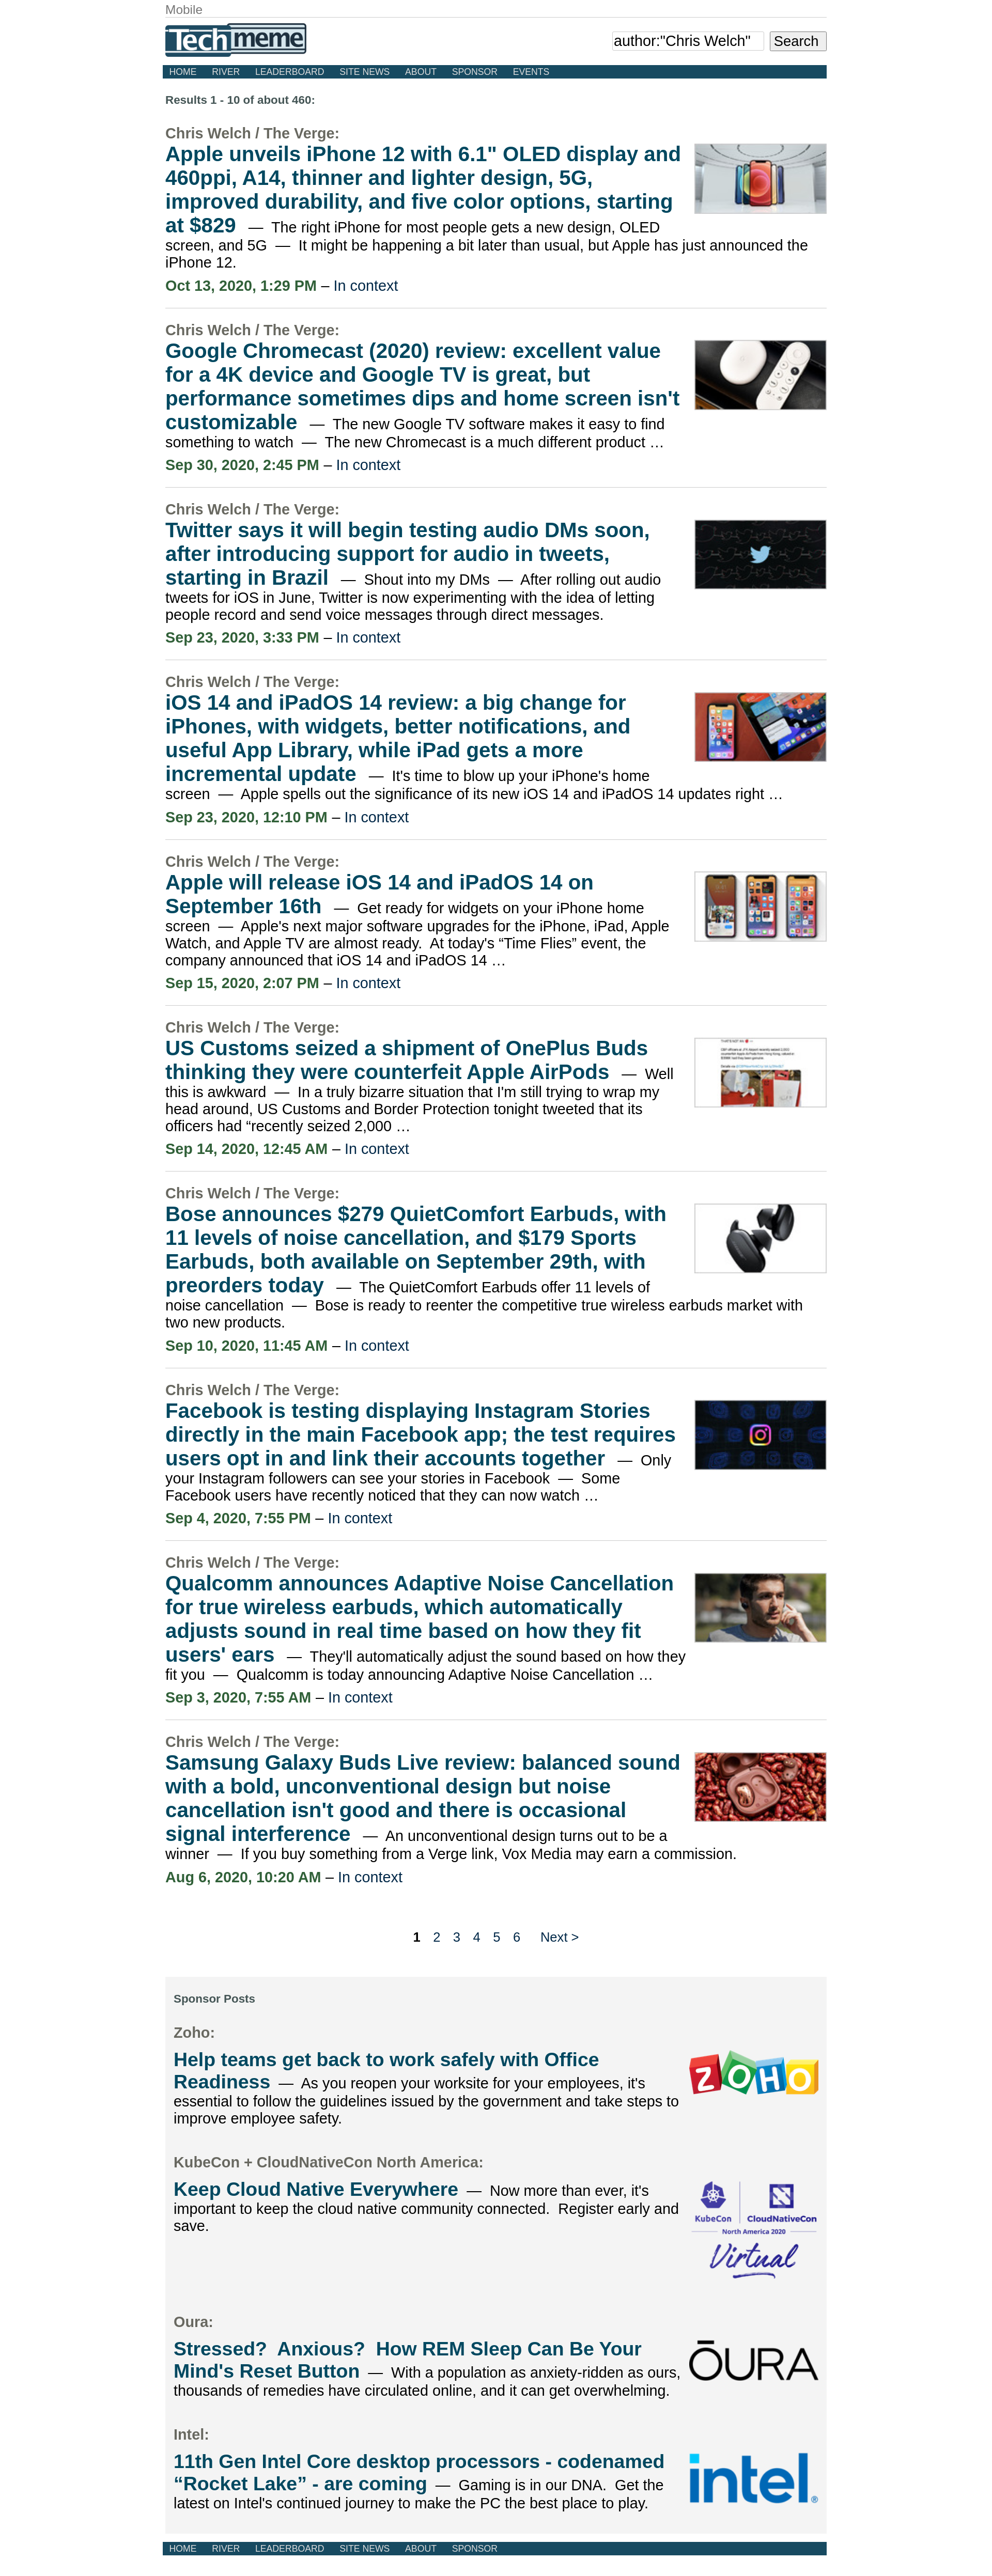 Mobile
Techmeme
author:"Chris Welch"
Search
HOME RIVER LEADERBOARD SITE NEWS ABOUT SPONSOR EVENTS
Results 1 - 10 of about 460:
Chris Welch / The Verge:
Apple unveils iPhone 12 with 6.1" OLED display and
460ppi, A14, thinner and lighter design, 5G,
improved durability, and five color options, starting
at $829 — The right iPhone for most people gets a new design, OLED
screen, and 5G — It might be happening a bit later than usual, but Apple has just announced the
iPhone 12.
Oct 13, 2020, 1:29 PM – In context
Chris Welch / The Verge:
Google Chromecast (2020) review: excellent value
for a 4K device and Google TV is great, but
performance sometimes dips and home screen isn't
customizable — The new Google TV software makes it easy to find
something to watch — The new Chromecast is a much different product …
Sep 30, 2020, 2:45 PM – In context
Chris Welch / The Verge:
Twitter says it will begin testing audio DMs soon,
after introducing support for audio in tweets,
starting in Brazil — Shout into my DMs — After rolling out audio
tweets for iOS in June, Twitter is now experimenting with the idea of letting
people record and send voice messages through direct messages.
Sep 23, 2020, 3:33 PM – In context
Chris Welch / The Verge:
iOS 14 and iPadOS 14 review: a big change for
iPhones, with widgets, better notifications, and
useful App Library, while iPad gets a more
incremental update — It's time to blow up your iPhone's home
screen — Apple spells out the significance of its new iOS 14 and iPadOS 14 updates right …
Sep 23, 2020, 12:10 PM – In context
Chris Welch / The Verge:
Apple will release iOS 14 and iPadOS 14 on
September 16th — Get ready for widgets on your iPhone home
screen — Apple's next major software upgrades for the iPhone, iPad, Apple
Watch, and Apple TV are almost ready. At today's “Time Flies” event, the
company announced that iOS 14 and iPadOS 14 …
Sep 15, 2020, 2:07 PM – In context
Chris Welch / The Verge:
US Customs seized a shipment of OnePlus Buds
thinking they were counterfeit Apple AirPods — Well
this is awkward — In a truly bizarre situation that I'm still trying to wrap my
head around, US Customs and Border Protection tonight tweeted that its
officers had “recently seized 2,000 …
Sep 14, 2020, 12:45 AM – In context
Chris Welch / The Verge:
Bose announces $279 QuietComfort Earbuds, with
11 levels of noise cancellation, and $179 Sports
Earbuds, both available on September 29th, with
preorders today — The QuietComfort Earbuds offer 11 levels of
noise cancellation — Bose is ready to reenter the competitive true wireless earbuds market with
two new products.
Sep 10, 2020, 11:45 AM – In context
Chris Welch / The Verge:
Facebook is testing displaying Instagram Stories
directly in the main Facebook app; the test requires
users opt in and link their accounts together — Only
your Instagram followers can see your stories in Facebook — Some
Facebook users have recently noticed that they can now watch …
Sep 4, 2020, 7:55 PM – In context
Chris Welch / The Verge:
Qualcomm announces Adaptive Noise Cancellation
for true wireless earbuds, which automatically
adjusts sound in real time based on how they fit
users' ears — They'll automatically adjust the sound based on how they
fit you — Qualcomm is today announcing Adaptive Noise Cancellation …
Sep 3, 2020, 7:55 AM – In context
Chris Welch / The Verge:
Samsung Galaxy Buds Live review: balanced sound
with a bold, unconventional design but noise
cancellation isn't good and there is occasional
signal interference — An unconventional design turns out to be a
winner — If you buy something from a Verge link, Vox Media may earn a commission.
Aug 6, 2020, 10:20 AM – In context
1 2 3 4 5 6 Next >
Sponsor Posts
Zoho:
Help teams get back to work safely with Office
Readiness — As you reopen your worksite for your employees, it's
essential to follow the guidelines issued by the government and take steps to
improve employee safety.
ZOHO
KubeCon + CloudNativeCon North America:
Keep Cloud Native Everywhere — Now more than ever, it's
important to keep the cloud native community connected. Register early and
save.
KubeCon CloudNativeCon
North America 2020
Virtual
Oura:
Stressed? Anxious? How REM Sleep Can Be Your
Mind's Reset Button — With a population as anxiety-ridden as ours,
thousands of remedies have circulated online, and it can get overwhelming.
ŌURA
Intel:
11th Gen Intel Core desktop processors - codenamed
“Rocket Lake” - are coming — Gaming is in our DNA. Get the
latest on Intel's continued journey to make the PC the best place to play.
intel®
HOME RIVER LEADERBOARD SITE NEWS ABOUT SPONSOR